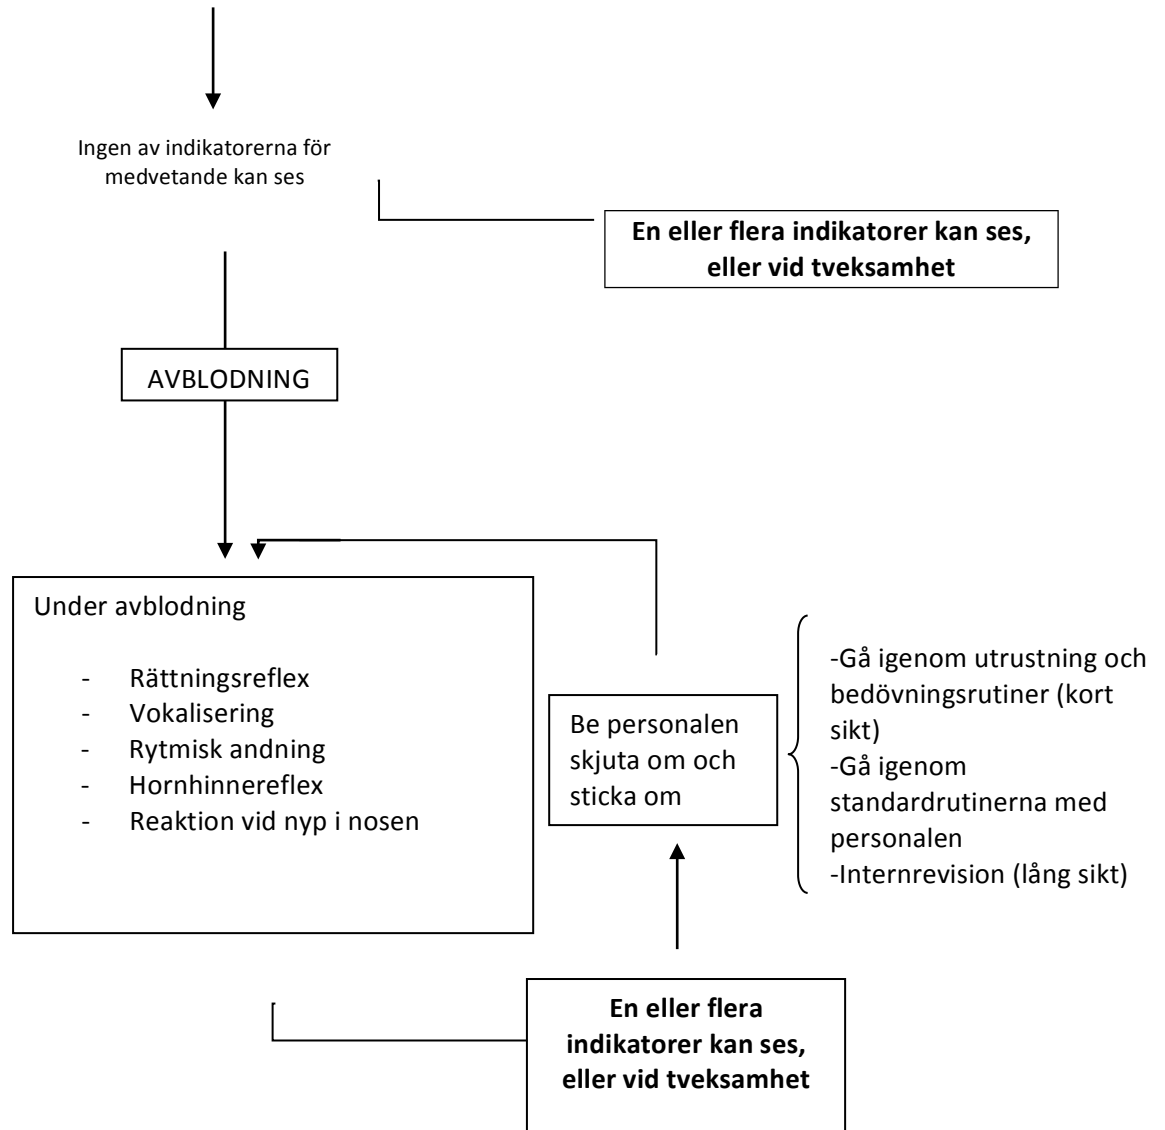 Ingen av indikatorerna för
medvetande kan ses
En eller flera indikatorer kan ses,
eller vid tveksamhet
AVBLODNING
Under avblodning
- Rättningsreflex
- Vokalisering
- Rytmisk andning
- Hornhinnereflex
- Reaktion vid nyp i nosen
Be personalen
skjuta om och
sticka om
-Gå igenom utrustning och
bedövningsrutiner (kort
sikt)
-Gå igenom
standardrutinerna med
personalen
-Internrevision (lång sikt)
En eller flera
indikatorer kan ses,
eller vid tveksamhet